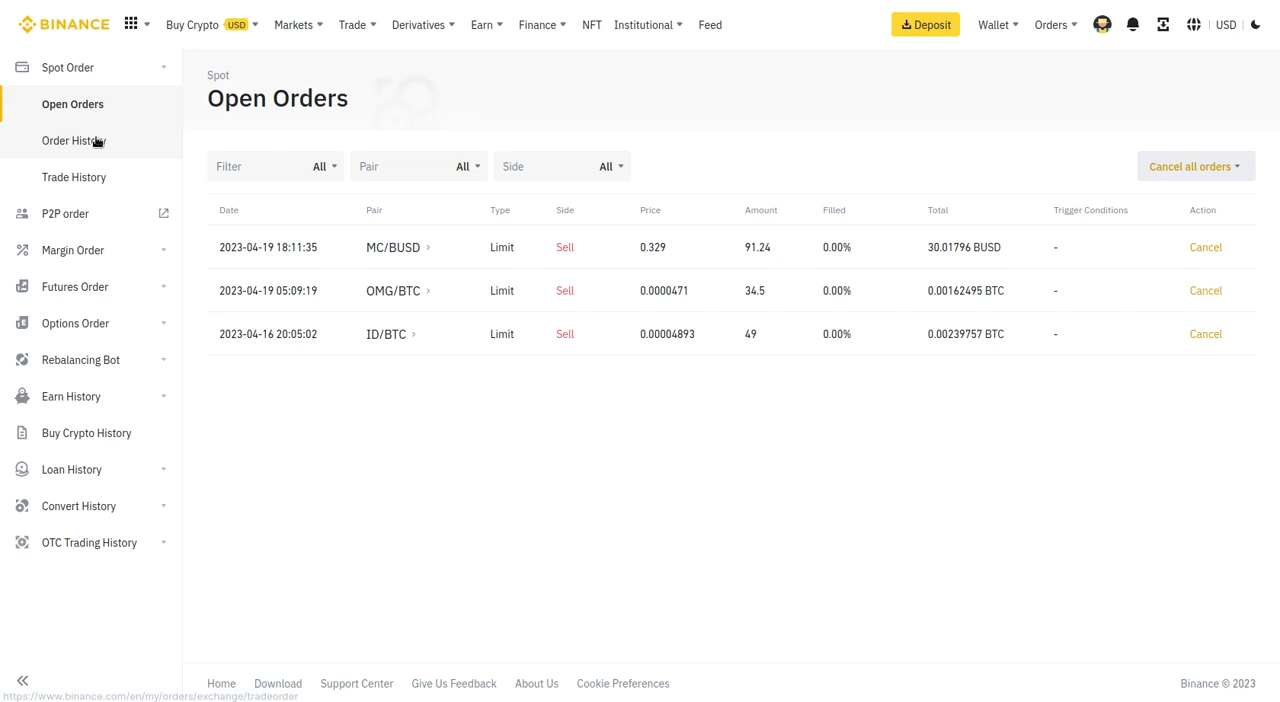 BINANCE
Buy Crypto USD Markets Trade Derivatives Earn Finance NFT Institutional Feed
Deposit Wallet Orders USD
Spot Order
Open Orders
Order History
Trade History
P2P order
Margin Order
Futures Order
Options Order
Rebalancing Bot
Earn History
Buy Crypto History
Loan History
Convert History
OTC Trading History
Spot
Open Orders
Filter All Pair All Side All Cancel all orders
Date Pair Type Side Price Amount Filled Total Trigger Conditions Action
2023-04-19 18:11:35 MC/BUSD Limit Sell 0.329 91.24 0.00% 30.01796 BUSD - Cancel
2023-04-19 05:09:19 OMG/BTC Limit Sell 0.0000471 34.5 0.00% 0.00162495 BTC - Cancel
2023-04-16 20:05:02 ID/BTC Limit Sell 0.00004893 49 0.00% 0.00239757 BTC - Cancel
Home Download Support Center Give Us Feedback About Us Cookie Preferences
Binance © 2023
https://www.binance.com/en/my/orders/exchange/tradeorder